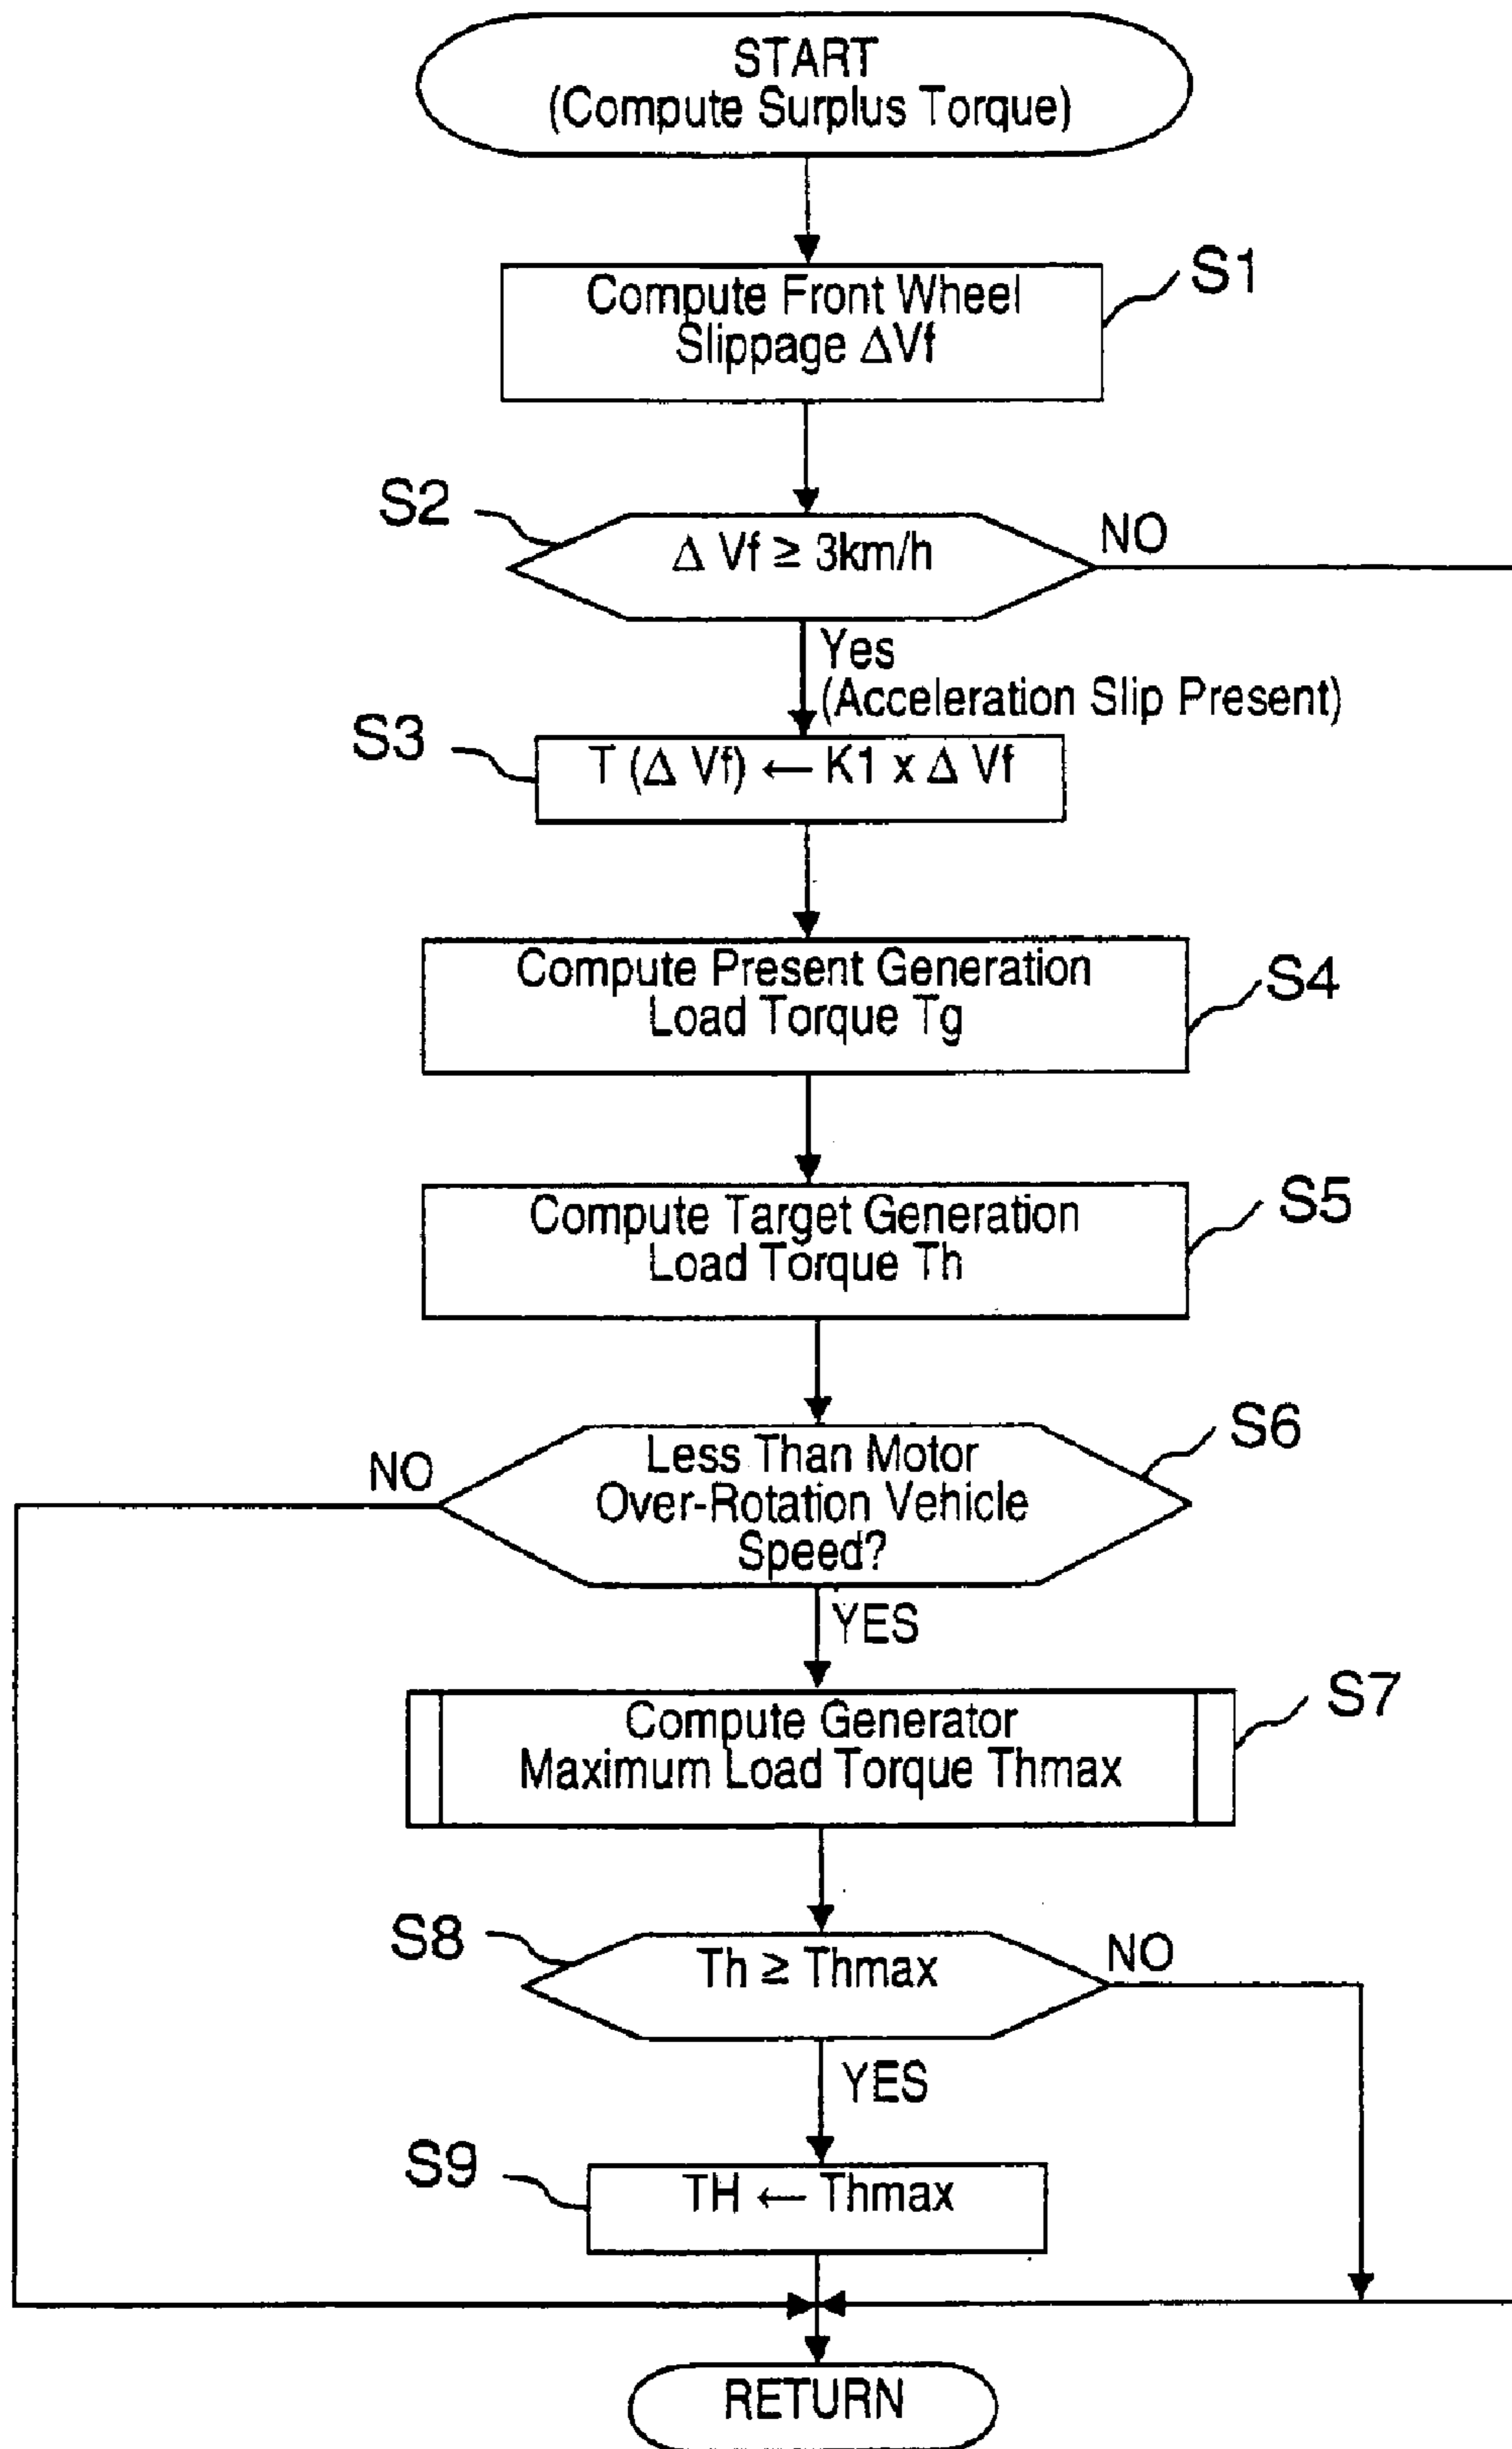 START
(Compute Surplus Torque)
Compute Front Wheel
Slippage ΔVf
S1
S2
Δ Vf ≥ 3km/h
NO
Yes
(Acceleration Slip Present)
S3
T (Δ Vf) ← K1 x Δ Vf
Compute Present Generation
Load Torque Tg
S4
Compute Target Generation
Load Torque Th
S5
NO
Less Than Motor
Over-Rotation Vehicle
Speed?
S6
YES
Compute Generator
Maximum Load Torque Thmax
S7
S8
Th ≥ Thmax
NO
YES
S9
TH ← Thmax
RETURN